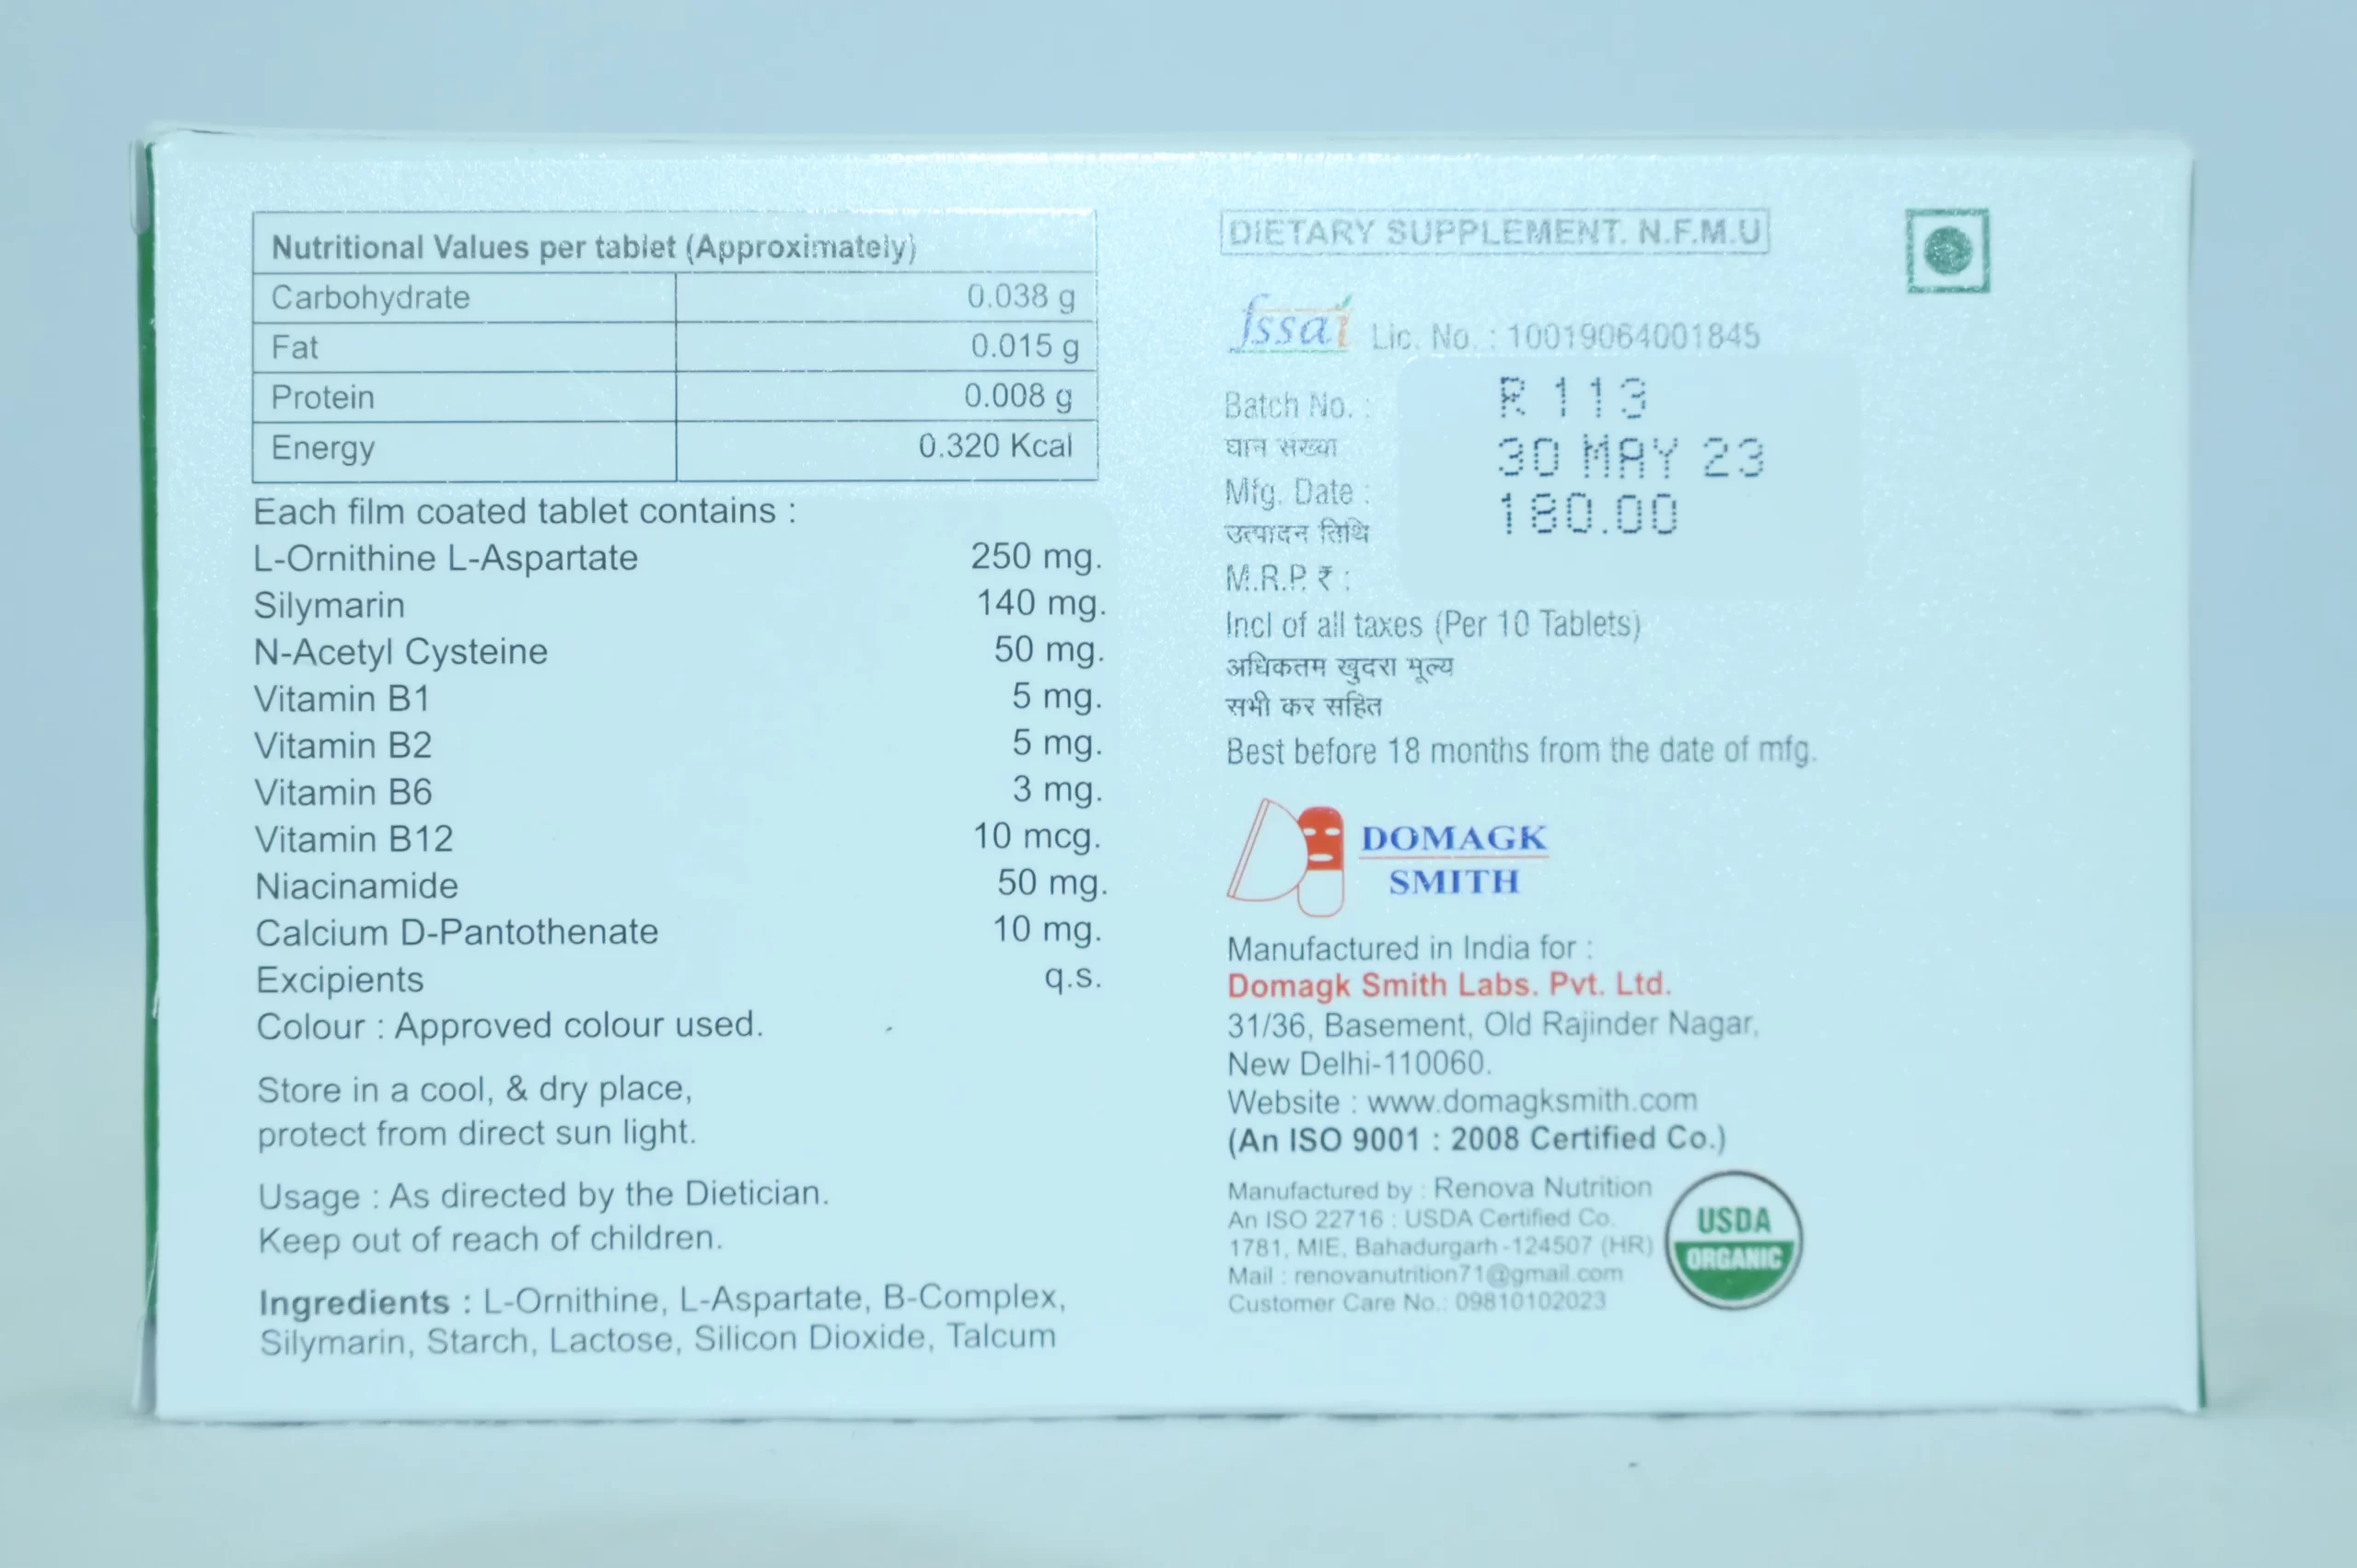 Nutritional Values per tablet (Approximately)
Carbohydrate 0.038 g
Fat 0.015 g
Protein 0.008 g
Energy 0.320 Kcal
Each film coated tablet contains :
L-Ornithine L-Aspartate 250 mg.
Silymarin 140 mg.
N-Acetyl Cysteine 50 mg.
Vitamin B1 5 mg.
Vitamin B2 5 mg.
Vitamin B6 3 mg.
Vitamin B12 10 mcg.
Niacinamide 50 mg.
Calcium D-Pantothenate 10 mg.
Excipients q.s.
Colour : Approved colour used.
Store in a cool, & dry place,
protect from direct sun light.
Usage : As directed by the Dietician.
Keep out of reach of children.
Ingredients : L-Ornithine, L-Aspartate, B-Complex,
Silymarin, Starch, Lactose, Silicon Dioxide, Talcum
DIETARY SUPPLEMENT. N.F.M.U
fssai Lic. No. : 10019064001845
Batch No. : R 113
घान संख्या
Mfg. Date : 30 MAY 23
उत्पादन तिथि
M.R.P. ₹ : 180.00
Incl of all taxes (Per 10 Tablets)
अधिकतम खुदरा मूल्य
सभी कर सहित
Best before 18 months from the date of mfg.
DOMAGK
SMITH
Manufactured in India for :
Domagk Smith Labs. Pvt. Ltd.
31/36, Basement, Old Rajinder Nagar,
New Delhi-110060.
Website : www.domagksmith.com
(An ISO 9001 : 2008 Certified Co.)
Manufactured by : Renova Nutrition
An ISO 22716 : USDA Certified Co.
1781, MIE, Bahadurgarh-124507 (HR)
Mail : renovanutrition71@gmail.com
Customer Care No.: 09810102023
USDA
ORGANIC